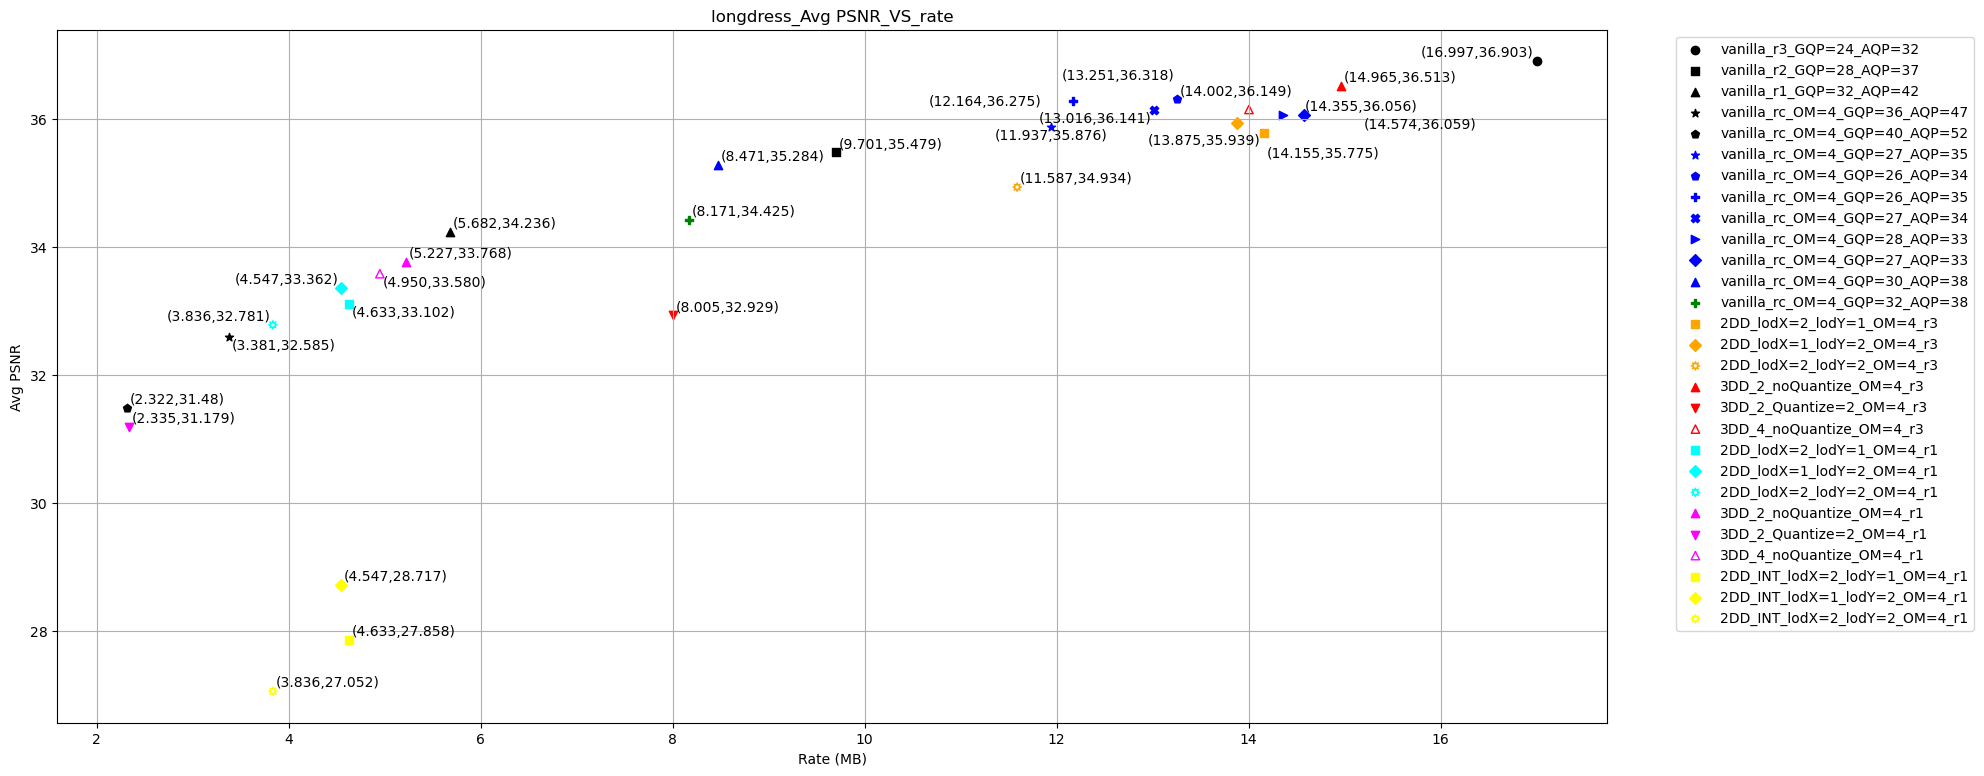 longdress_Avg PSNR_VS_rate
(16.997,36.903)
(13.251,36.318)
(14.965,36.513)
(12.164,36.275)
(14.002,36.149)
(13.016,36.141)
(14.355,36.056)
(11.937,35.876)
(13.875,35.939)
(14.574,36.059)
(9.701,35.479)
(14.155,35.775)
(8.471,35.284)
(11.587,34.934)
(8.171,34.425)
(5.682,34.236)
(5.227,33.768)
(4.547,33.362)
(4.950,33.580)
(4.633,33.102)
(8.005,32.929)
(3.836,32.781)
(3.381,32.585)
(2.322,31.48)
(2.335,31.179)
(4.547,28.717)
(4.633,27.858)
(3.836,27.052)
36
34
32
30
28
Avg PSNR
2
4
6
8
10
12
14
16
Rate (MB)
vanilla_r3_GQP=24_AQP=32
vanilla_r2_GQP=28_AQP=37
vanilla_r1_GQP=32_AQP=42
vanilla_rc_OM=4_GQP=36_AQP=47
vanilla_rc_OM=4_GQP=40_AQP=52
vanilla_rc_OM=4_GQP=27_AQP=35
vanilla_rc_OM=4_GQP=26_AQP=34
vanilla_rc_OM=4_GQP=26_AQP=35
vanilla_rc_OM=4_GQP=27_AQP=34
vanilla_rc_OM=4_GQP=28_AQP=33
vanilla_rc_OM=4_GQP=27_AQP=33
vanilla_rc_OM=4_GQP=30_AQP=38
vanilla_rc_OM=4_GQP=32_AQP=38
2DD_lodX=2_lodY=1_OM=4_r3
2DD_lodX=1_lodY=2_OM=4_r3
2DD_lodX=2_lodY=2_OM=4_r3
3DD_2_noQuantize_OM=4_r3
3DD_2_Quantize=2_OM=4_r3
3DD_4_noQuantize_OM=4_r3
2DD_lodX=2_lodY=1_OM=4_r1
2DD_lodX=1_lodY=2_OM=4_r1
2DD_lodX=2_lodY=2_OM=4_r1
3DD_2_noQuantize_OM=4_r1
3DD_2_Quantize=2_OM=4_r1
3DD_4_noQuantize_OM=4_r1
2DD_INT_lodX=2_lodY=1_OM=4_r1
2DD_INT_lodX=1_lodY=2_OM=4_r1
2DD_INT_lodX=2_lodY=2_OM=4_r1